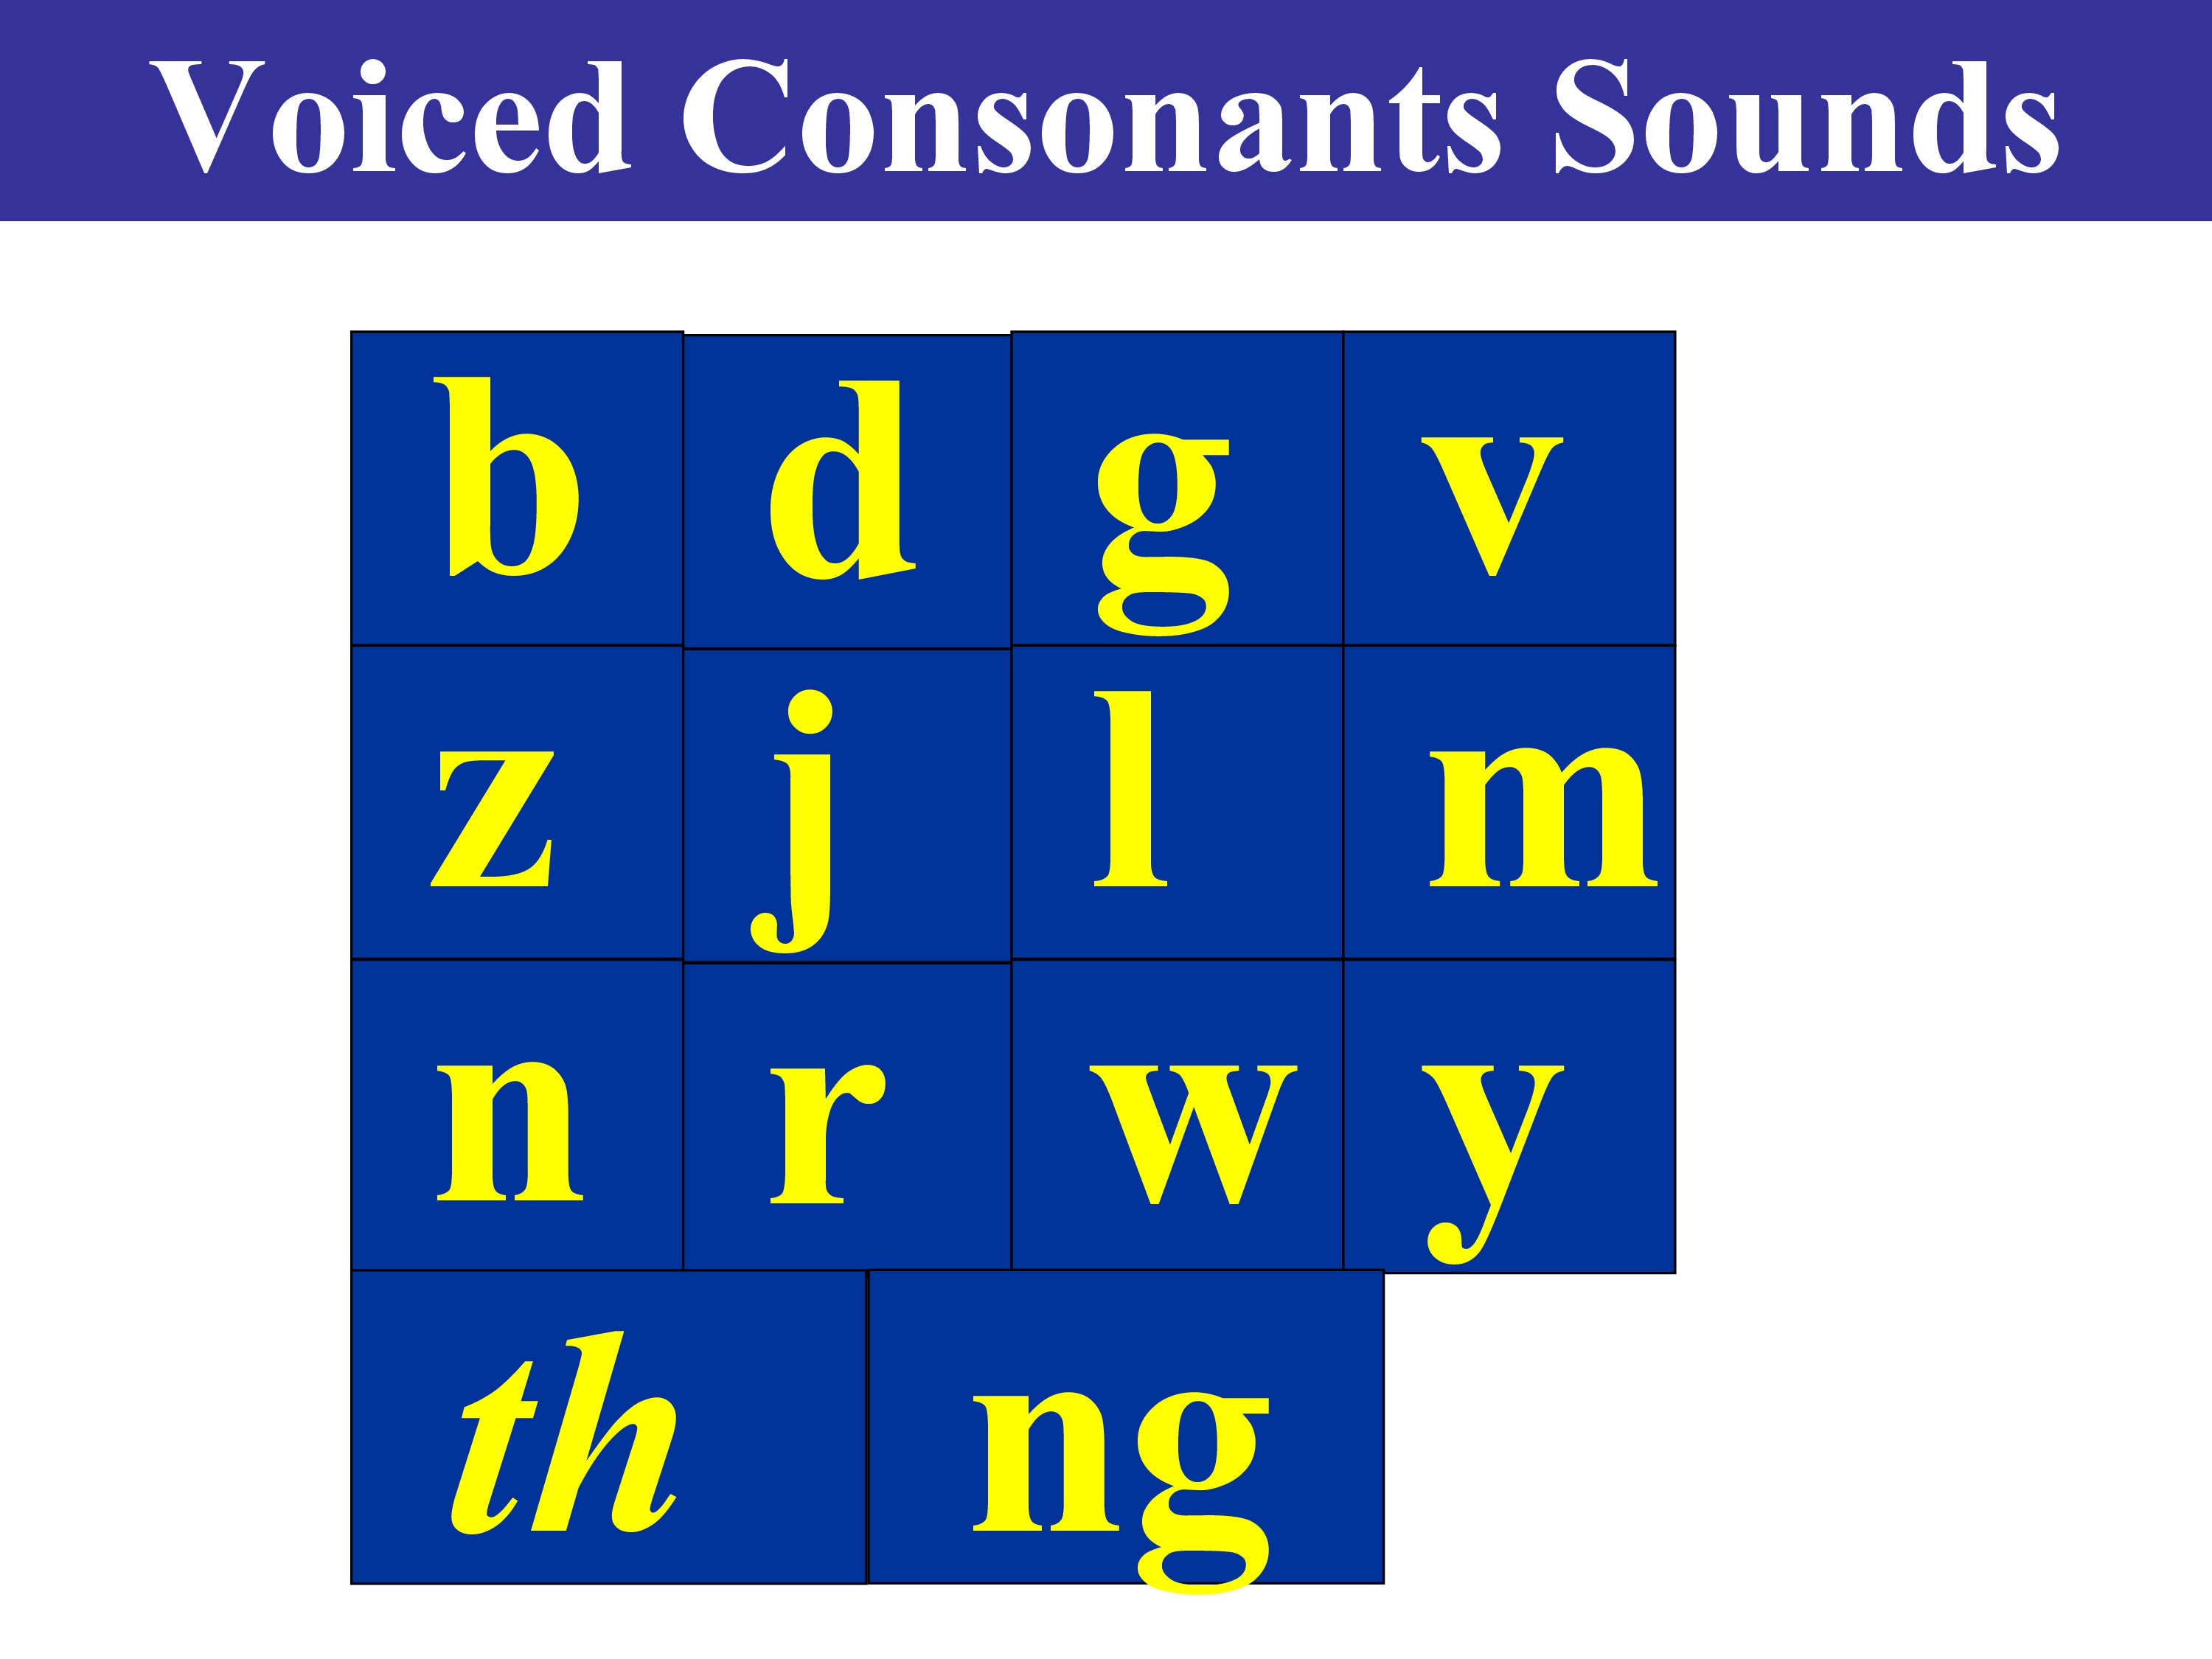 Voiced Consonants Sounds
b d g v
z j l m
n r w y
th ng